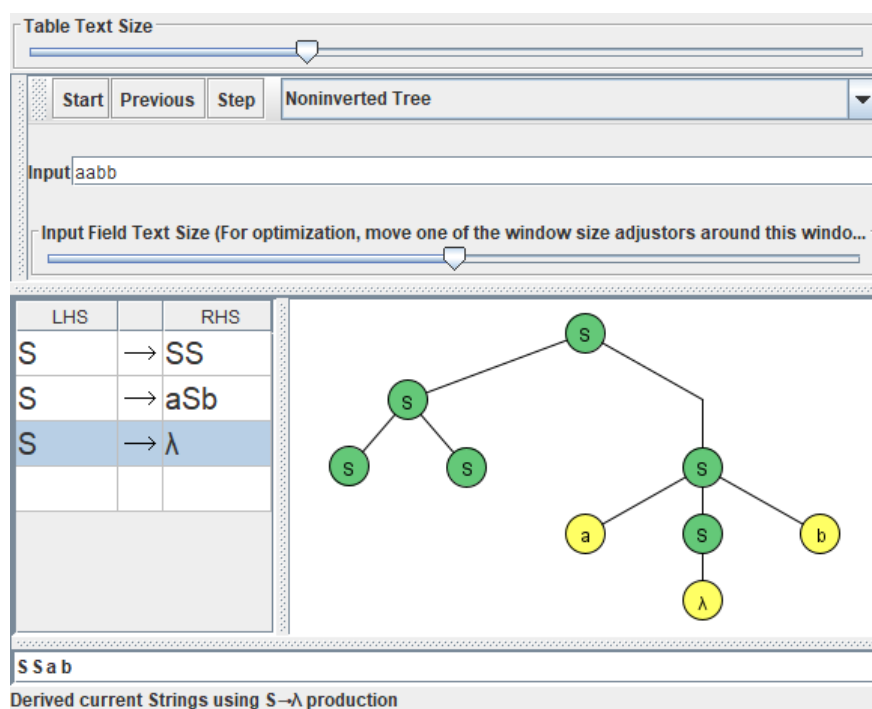 Table Text Size
Start Previous Step Noninverted Tree
Input aabb
Input Field Text Size (For optimization, move one of the window size adjustors around this windo...
LHS RHS
S → SS
S → aSb
S → λ
S
S
S S S
a S b
λ
S S a b
Derived current Strings using S→λ production